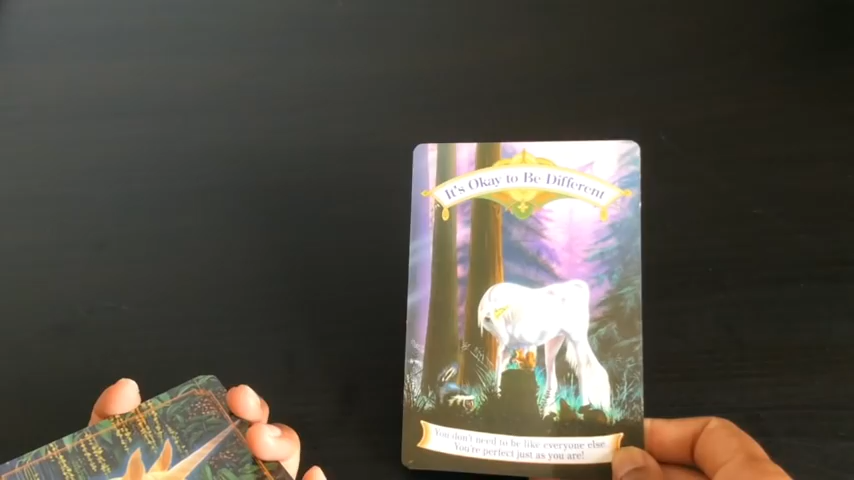 It's Okay to Be Different
You don't need to be like everyone else.
You're perfect just as you are!